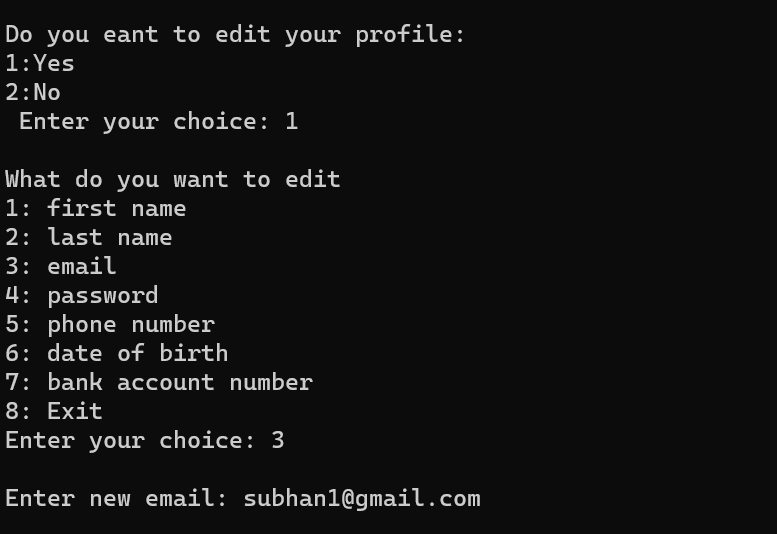 Do you eant to edit your profile:
1:Yes
2:No
 Enter your choice: 1
What do you want to edit
1: first name
2: last name
3: email
4: password
5: phone number
6: date of birth
7: bank account number
8: Exit
Enter your choice: 3
Enter new email: subhan1@gmail.com